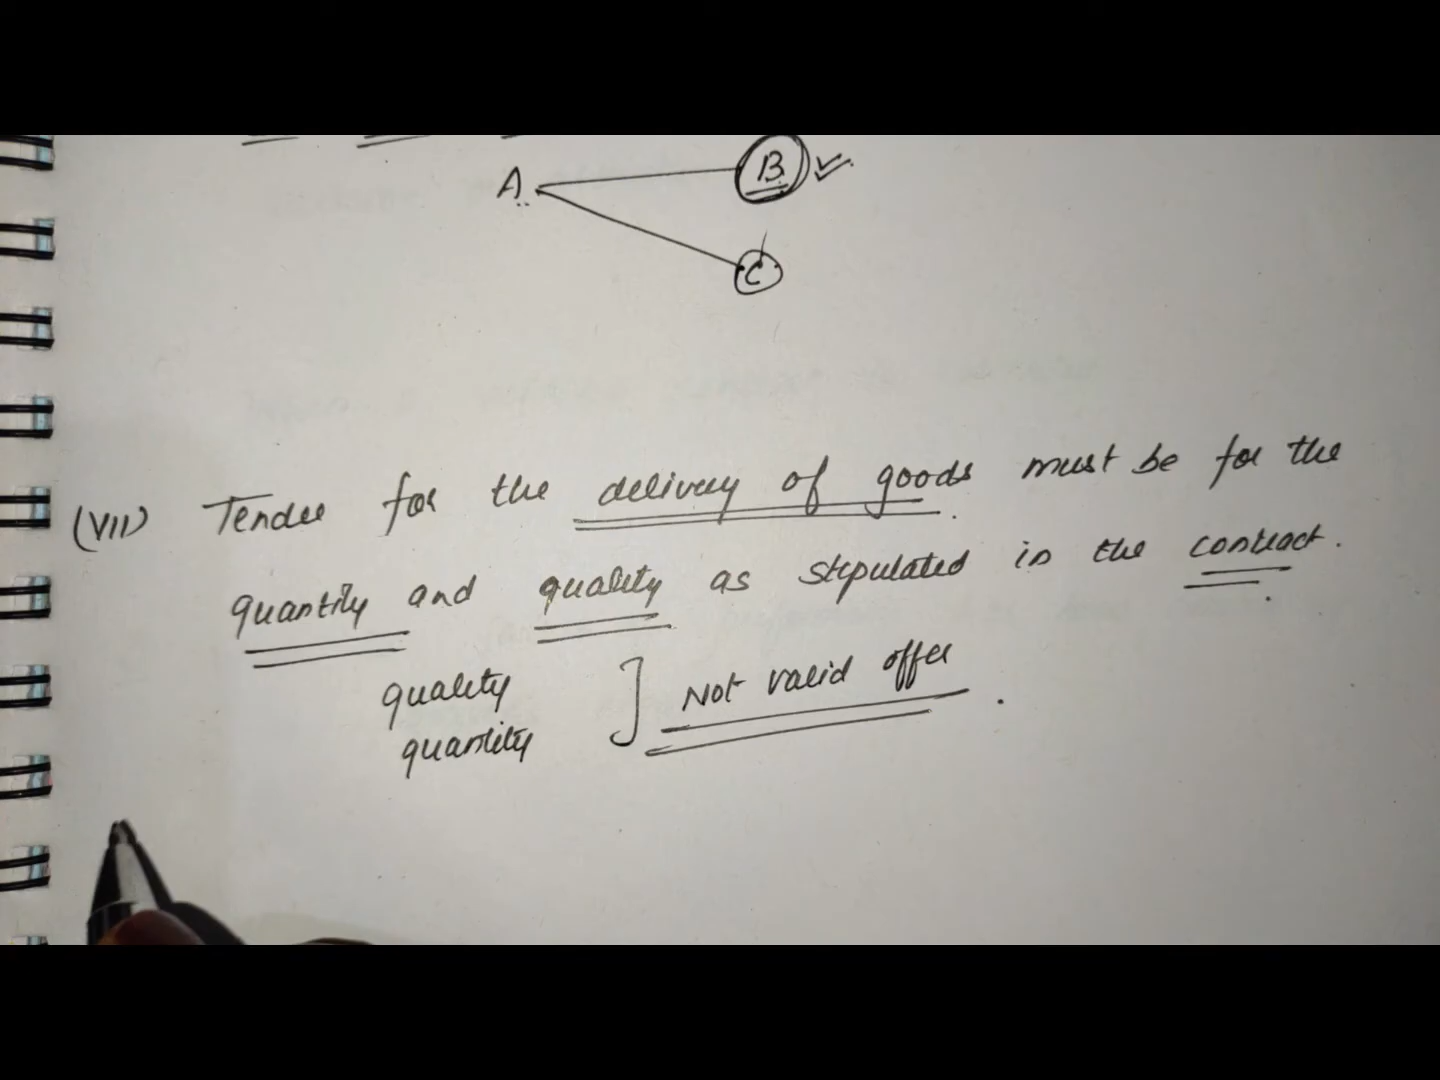 A
B
C
(VII) Tender for the delivery of goods must be for the
quantity and quality as stipulated in the contract.
quality
quantity
Not valid offer